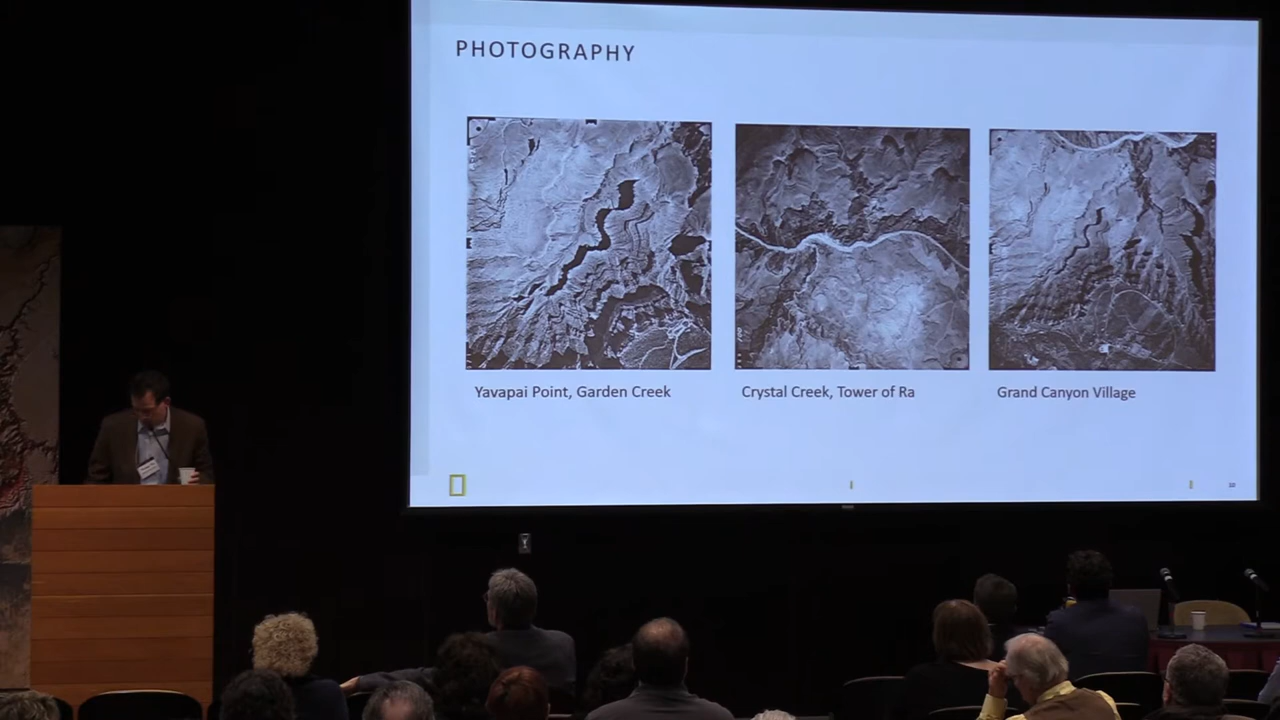 PHOTOGRAPHY
Yavapai Point, Garden Creek
Crystal Creek, Tower of Ra
Grand Canyon Village